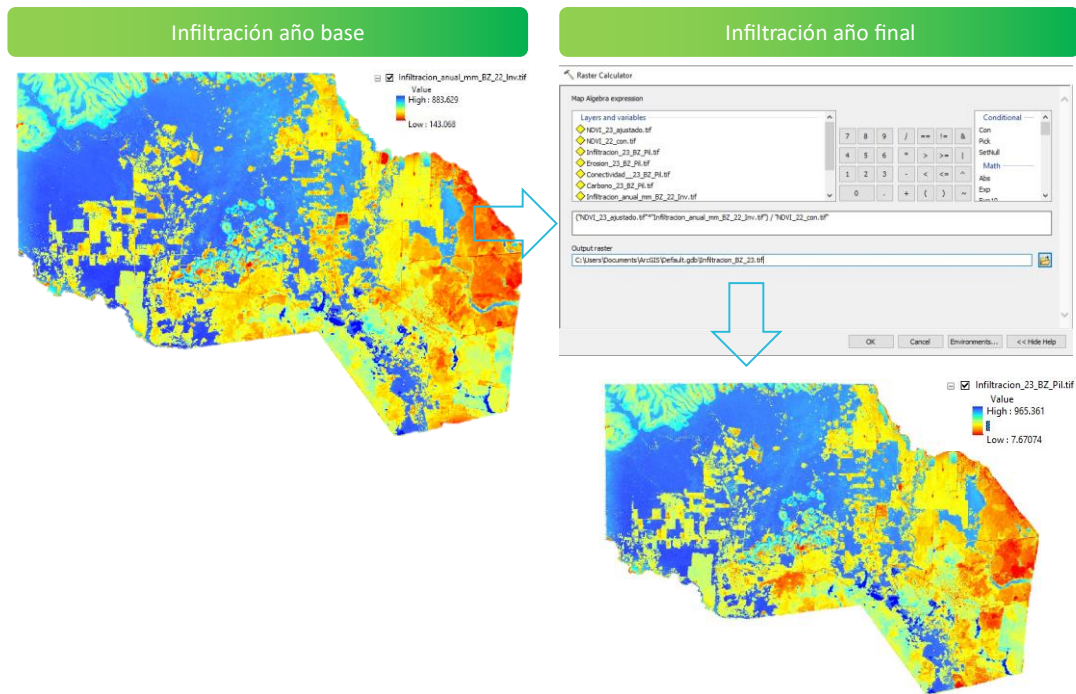 Infiltración año base
Infiltracion_anual_mm_BZ_22_Inv.tif
Value
High : 883.629
Low : 143.068
Infiltración año final
Raster Calculator
Map Algebra expression
Layers and variables
NDVI_23_ajustado.tif
NDVI_22_con.tif
Infiltracion_23_BZ_Pil.tif
Erosion_23_BZ_Pil.tif
Conectividad__23_BZ_Pil.tif
Carbono_23_BZ_Pil.tif
Infiltracion_anual_mm_BZ_22_Inv.tif
7 8 9 / == != &
4 5 6 * > >= |
1 2 3 - < <= ^
0 . + ( ) ~
Conditional
Con
Pick
SetNull
Math
Abs
Exp
Exp10
("NDVI_23_ajustado.tif"*"Infiltracion_anual_mm_BZ_22_Inv.tif") / "NDVI_22_con.tif"
Output raster
C:\Users\Documents\ArcGIS\Default.gdb\Infiltracion_BZ_23.tif
OK Cancel Environments... << Hide Help
Infiltracion_23_BZ_Pil.tif
Value
High : 965.361
Low : 7.67074